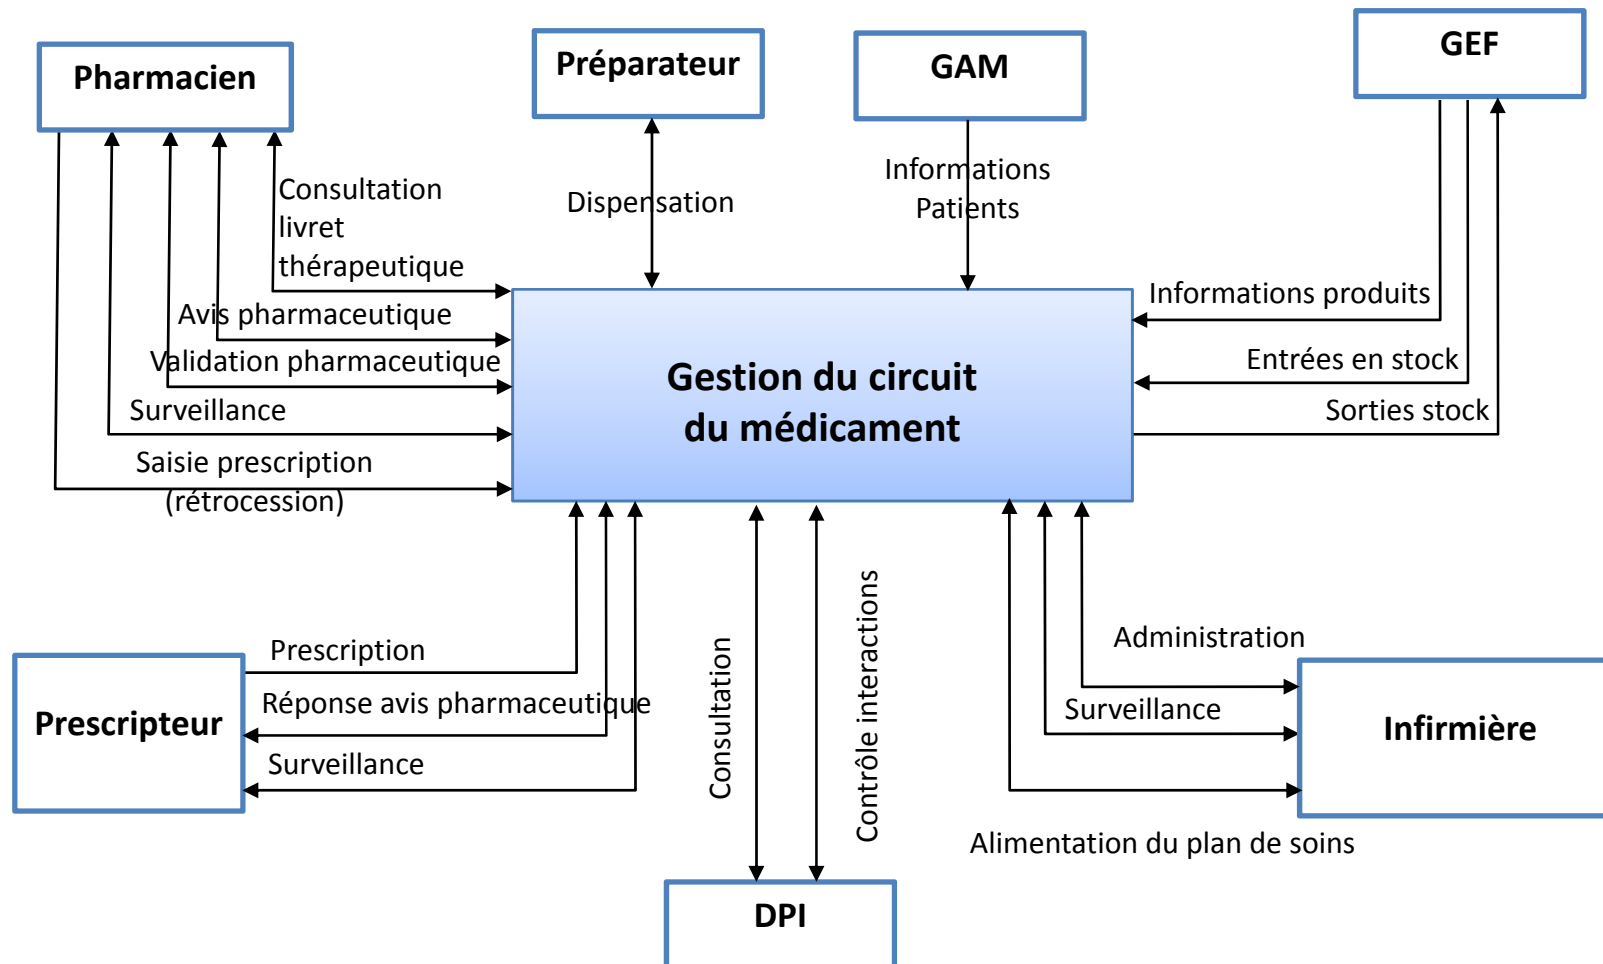 Pharmacien
Préparateur
GAM
GEF
Consultation
livret
thérapeutique
Dispensation
Informations
Patients
Informations produits
Avis pharmaceutique
Validation pharmaceutique
Entrées en stock
Surveillance
Sorties stock
Saisie prescription
(rétrocession)
Gestion du circuit
du médicament
Prescription
Réponse avis pharmaceutique
Surveillance
Prescripteur
Consultation
Contrôle interactions
Administration
Surveillance
Infirmière
Alimentation du plan de soins
DPI